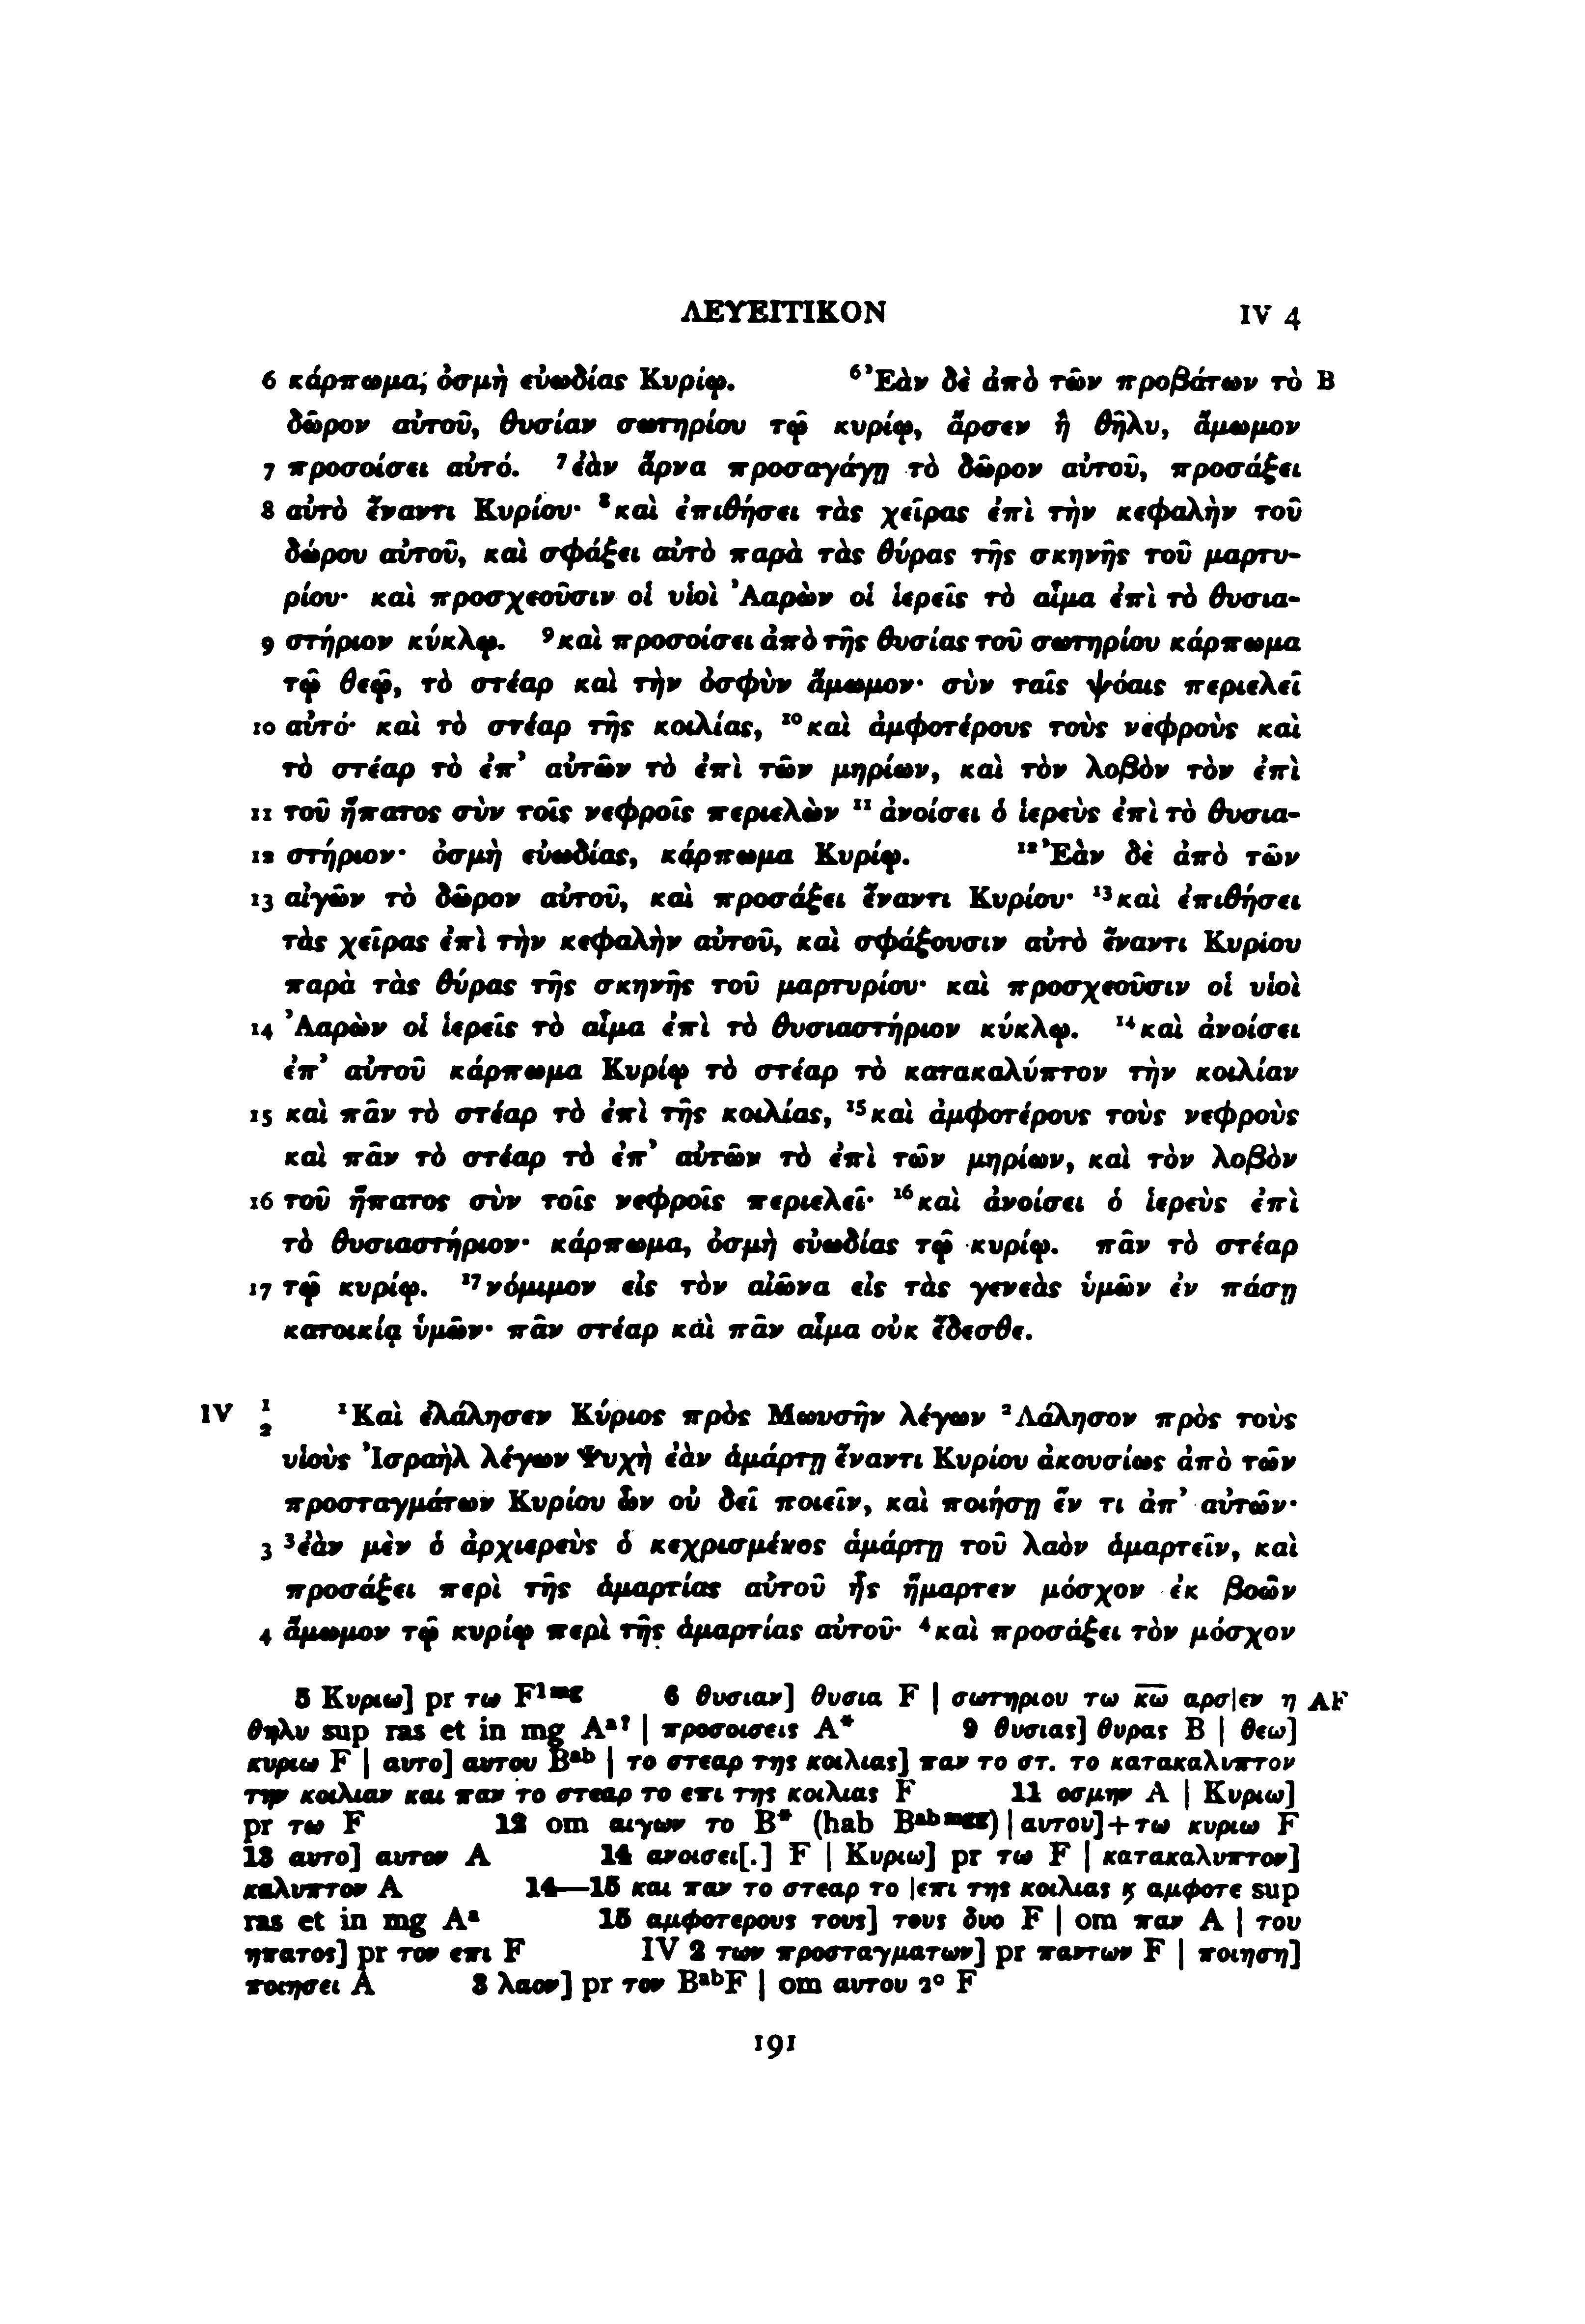 ΛΕΥΕΙΤΙΚΟΝ IV 4
6 κάρπωμα, ὀσμὴ εὐωδίας Κυρίῳ. ⁶Ἐὰν δὲ ἀπὸ τῶν προβάτων τὸ B
δῶρον αὐτοῦ, θυσίαν σωτηρίου τῷ κυρίῳ, ἄρσεν ἢ θῆλυ, ἄμωμον
7 προσοίσει αὐτό. ⁷ἐὰν ἄρνα προσαγάγῃ τὸ δῶρον αὐτοῦ, προσάξει
8 αὐτὸ ἔναντι Κυρίου· ⁸καὶ ἐπιθήσει τὰς χεῖρας ἐπὶ τὴν κεφαλὴν τοῦ
δώρου αὐτοῦ, καὶ σφάξει αὐτὸ παρὰ τὰς θύρας τῆς σκηνῆς τοῦ μαρτυ-
ρίου· καὶ προσχεοῦσιν οἱ υἱοὶ Ἀαρὼν οἱ ἱερεῖς τὸ αἷμα ἐπὶ τὸ θυσια-
9 στήριον κύκλῳ. ⁹καὶ προσοίσει ἀπὸ τῆς θυσίας τοῦ σωτηρίου κάρπωμα
τῷ θεῷ, τὸ στέαρ καὶ τὴν ὀσφὺν ἄμωμον· σὺν ταῖς ψόαις περιελεῖ
10 αὐτό· καὶ τὸ στέαρ τῆς κοιλίας, ¹⁰καὶ ἀμφοτέρους τοὺς νεφροὺς καὶ
τὸ στέαρ τὸ ἐπ᾽ αὐτῶν τὸ ἐπὶ τῶν μηρίων, καὶ τὸν λοβὸν τὸν ἐπὶ
11 τοῦ ἥπατος σὺν τοῖς νεφροῖς περιελὼν ¹¹ἀνοίσει ὁ ἱερεὺς ἐπὶ τὸ θυσια-
12 στήριον· ὀσμὴ εὐωδίας, κάρπωμα Κυρίῳ. ¹²Ἐὰν δὲ ἀπὸ τῶν
13 αἰγῶν τὸ δῶρον αὐτοῦ, καὶ προσάξει ἔναντι Κυρίου· ¹³καὶ ἐπιθήσει
τὰς χεῖρας ἐπὶ τὴν κεφαλὴν αὐτοῦ, καὶ σφάξουσιν αὐτὸ ἔναντι Κυρίου
παρὰ τὰς θύρας τῆς σκηνῆς τοῦ μαρτυρίου· καὶ προσχεοῦσιν οἱ υἱοὶ
14 Ἀαρὼν οἱ ἱερεῖς τὸ αἷμα ἐπὶ τὸ θυσιαστήριον κύκλῳ. ¹⁴καὶ ἀνοίσει
ἐπ᾽ αὐτοῦ κάρπωμα Κυρίῳ τὸ στέαρ τὸ κατακαλύπτον τὴν κοιλίαν
15 καὶ πᾶν τὸ στέαρ τὸ ἐπὶ τῆς κοιλίας, ¹⁵καὶ ἀμφοτέρους τοὺς νεφροὺς
καὶ πᾶν τὸ στέαρ τὸ ἐπ᾽ αὐτῶν τὸ ἐπὶ τῶν μηρίων, καὶ τὸν λοβὸν
16 τοῦ ἥπατος σὺν τοῖς νεφροῖς περιελεῖ· ¹⁶καὶ ἀνοίσει ὁ ἱερεὺς ἐπὶ
τὸ θυσιαστήριον· κάρπωμα, ὀσμὴ εὐωδίας τῷ κυρίῳ. πᾶν τὸ στέαρ
17 τῷ κυρίῳ. ¹⁷νόμιμον εἰς τὸν αἰῶνα εἰς τὰς γενεὰς ὑμῶν ἐν πάσῃ
κατοικίᾳ ὑμῶν· πᾶν στέαρ καὶ πᾶν αἷμα οὐκ ἔδεσθε.
IV 1 2 ¹Καὶ ἐλάλησεν Κύριος πρὸς Μωυσῆν λέγων ²Λάλησον πρὸς τοὺς
υἱοὺς Ἰσραὴλ λέγων Ψυχὴ ἐὰν ἁμάρτῃ ἔναντι Κυρίου ἀκουσίως ἀπὸ τῶν
προσταγμάτων Κυρίου ὧν οὐ δεῖ ποιεῖν, καὶ ποιήσῃ ἕν τι ἀπ᾽ αὐτῶν·
3 ³ἐὰν μὲν ὁ ἀρχιερεὺς ὁ κεχρισμένος ἁμάρτῃ τοῦ λαὸν ἁμαρτεῖν, καὶ
προσάξει περὶ τῆς ἁμαρτίας αὐτοῦ ἧς ἥμαρτεν μόσχον ἐκ βοῶν
4 ἄμωμον τῷ κυρίῳ περὶ τῆς ἁμαρτίας αὐτοῦ· ⁴καὶ προσάξει τὸν μόσχον
5 Κυριω] pr τω F¹ᵐᵍ 6 θυσιαν] θυσια F | σωτηριου τω κ̅ω̅ αρσ|εν η AF
θηλυ sup ras et in mg Aᵃ? | προσοισεις A* 9 θυσιας] θυρας B | θεω]
κυριω F | αυτο] αυτου Bᵃᵇ | το στεαρ της κοιλιας] παν το στ. το κατακαλυπτον
την κοιλιαν και παν το στεαρ το επι της κοιλιας F 11 οσμην A | Κυριω]
pr τω F 12 om αιγων το B* (hab Bᵃᵇᵐᵍᵍ) | αυτου]+τω κυριω F
13 αυτο] αυτον A 14 ανοισει[.] F | Κυριω] pr τω F | κατακαλυπτον]
καλυπτον A 14—15 και παν το στεαρ το |επι της κοιλιας ϗ αμφοτε sup
ras et in mg Aᵃ 15 αμφοτερους τους] τους δυο F | om παν A | του
ηπατος] pr τον επι F IV 2 των προσταγματων] pr παντων F | ποιηση]
ποιησει A 3 λαον] pr τον BᵃᵇF | om αυτου 2° F
191